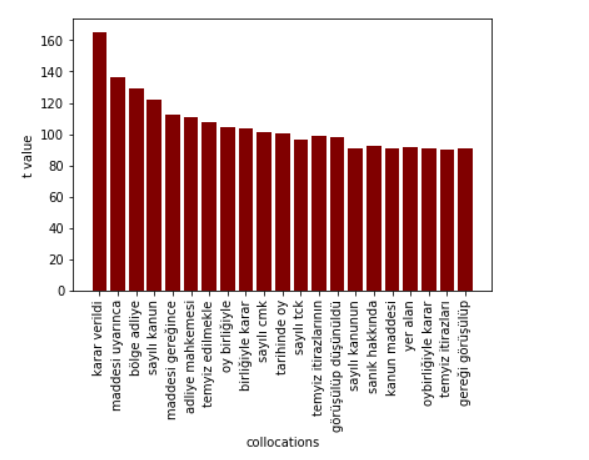 160
140
120
100
80
60
40
20
0
t value
karar verildi
maddesi uyarınca
bölge adliye
sayılı kanun
maddesi gereğince
adliye mahkemesi
temyiz edilmekle
oy birliğiyle
birliğiyle karar
sayılı cmk
tarihinde oy
sayılı tck
temyiz itirazlarının
görüşülüp düşünüldü
sayılı kanunun
sanık hakkında
kanun maddesi
yer alan
oybirliğiyle karar
temyiz itirazları
gereği görüşülüp
collocations